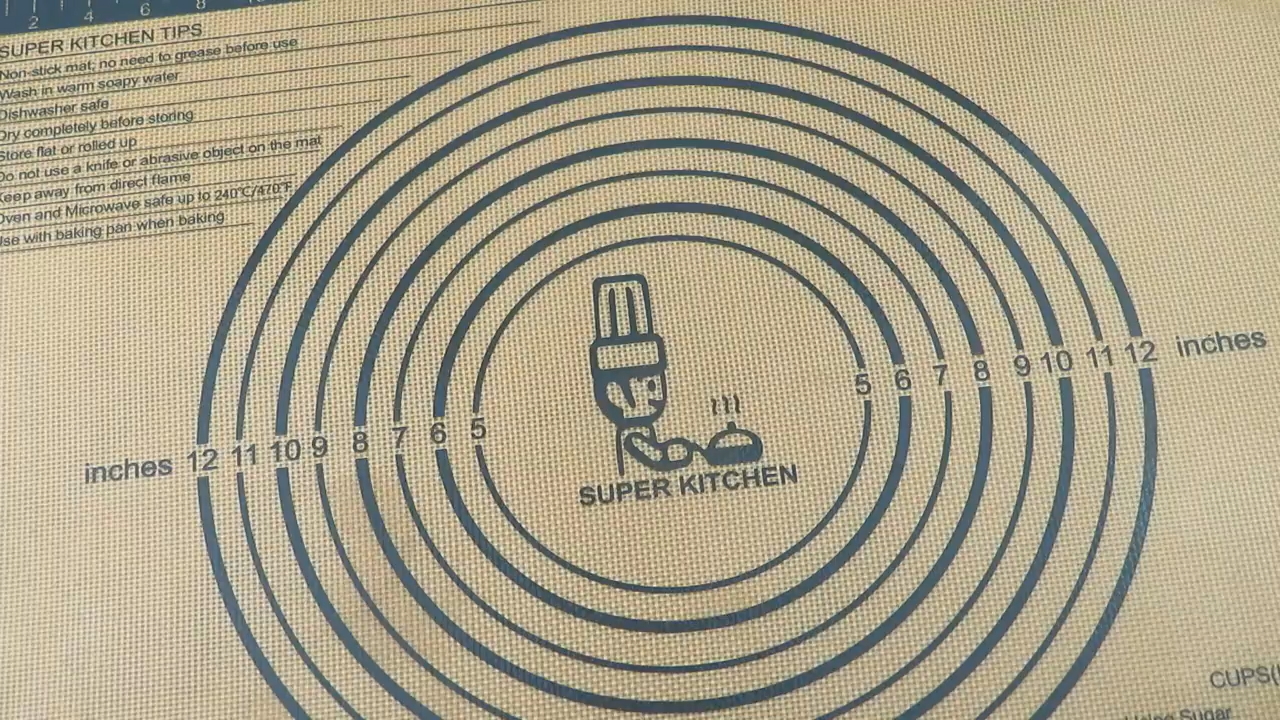 2 4 6 8
SUPER KITCHEN TIPS
Non-stick mat, no need to grease before use
Wash in warm soapy water
Dishwasher safe
Dry completely before storing
Store flat or rolled up
Do not use a knife or abrasive object on the mat
Keep away from direct flame
Oven and Microwave safe up to 240°C/470°F
Use with baking pan when baking
5 6 7 8 9 10 11 12 inches
inches 12 11 10 9 8 7 6 5
SUPER KITCHEN
CUPS(
Sugar